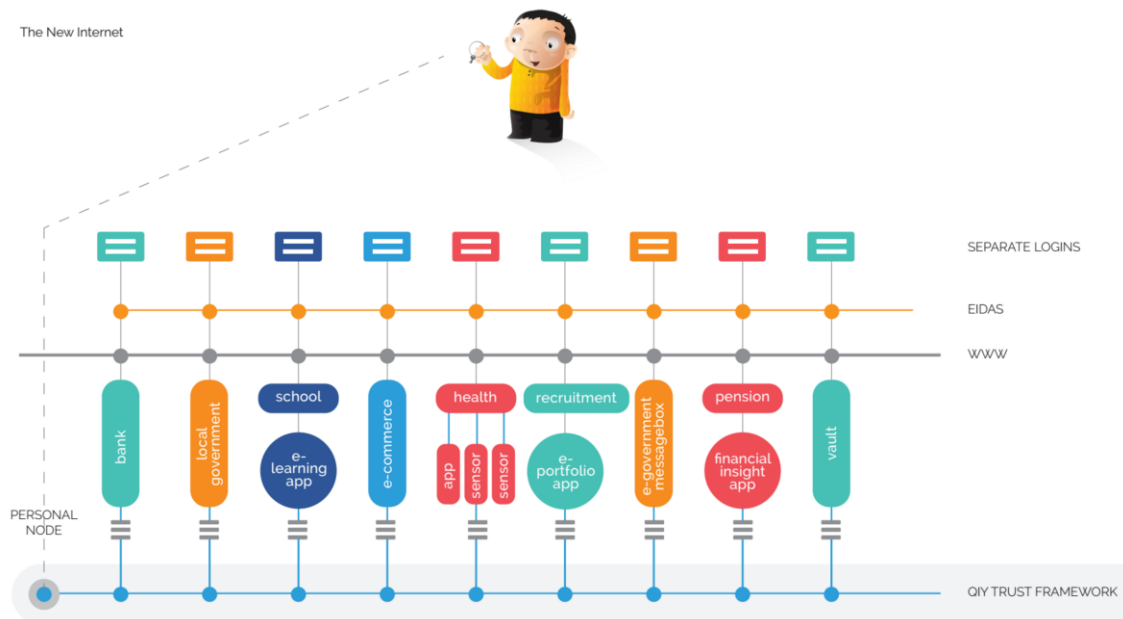 The New Internet
SEPARATE LOGINS
EIDAS
WWW
bank
local
government
school
e-
learning
app
e-commerce
health
app
sensor
sensor
recruitment
e-
portfolio
app
e-government
messagebox
pension
financial
insight
app
vault
PERSONAL
NODE
QIY TRUST FRAMEWORK